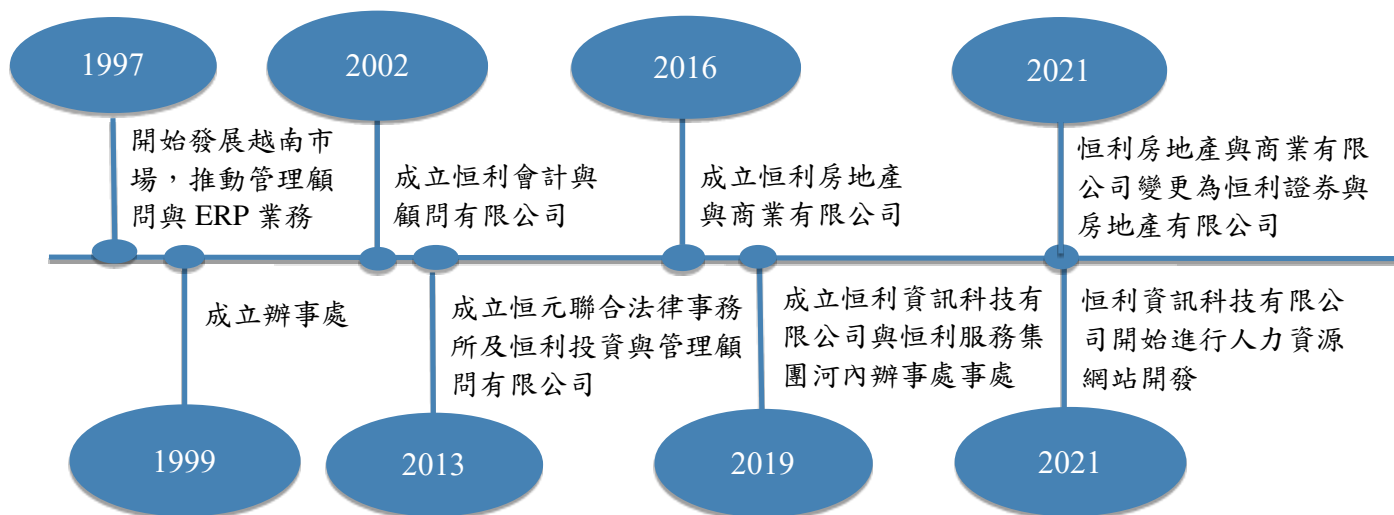 1997
2002
2016
2021
開始發展越南市
場，推動管理顧
問與 ERP 業務
成立恒利會計與
顧問有限公司
成立恒利房地產
與商業有限公司
恒利房地產與商業有限
公司變更為恒利證券與
房地產有限公司
成立辦事處
成立恒元聯合法律事務
所及恒利投資與管理顧
問有限公司
成立恒利資訊科技有
限公司與恒利服務集
團河內辦事處事處
恒利資訊科技有限公
司開始進行人力資源
網站開發
1999
2013
2019
2021